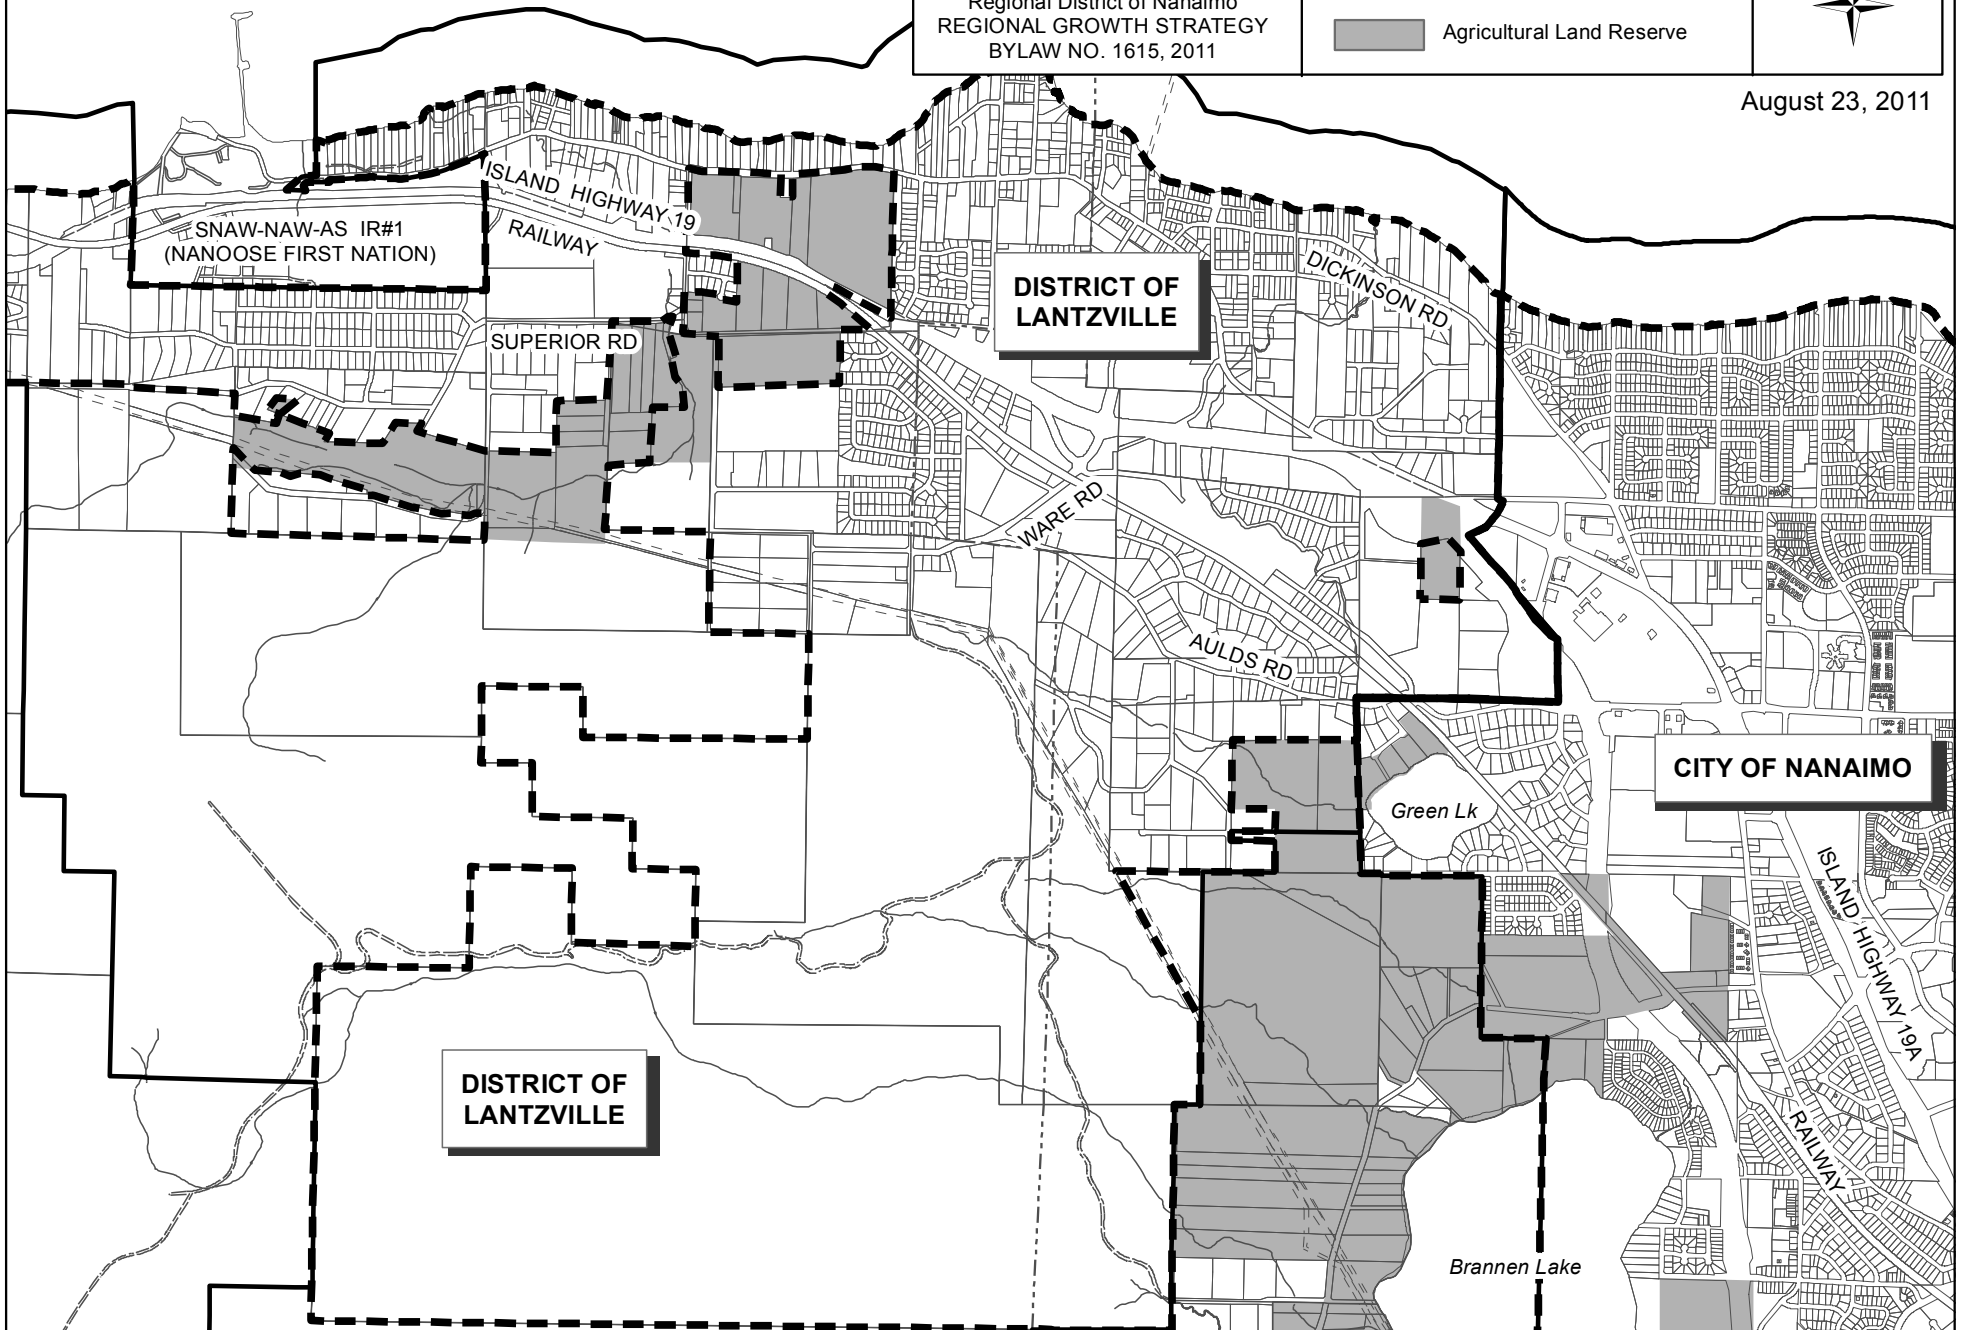 Regional District of Nanaimo
REGIONAL GROWTH STRATEGY
BYLAW NO. 1615, 2011
Agricultural Land Reserve
August 23, 2011
ISLAND HIGHWAY 19
RAILWAY
SNAW-NAW-AS IR#1
(NANOOSE FIRST NATION)
DISTRICT OF
LANTZVILLE
DICKINSON RD
SUPERIOR RD
WARE RD
AULDS RD
CITY OF NANAIMO
Green Lk
ISLAND HIGHWAY 19A
DISTRICT OF
LANTZVILLE
RAILWAY
Brannen Lake